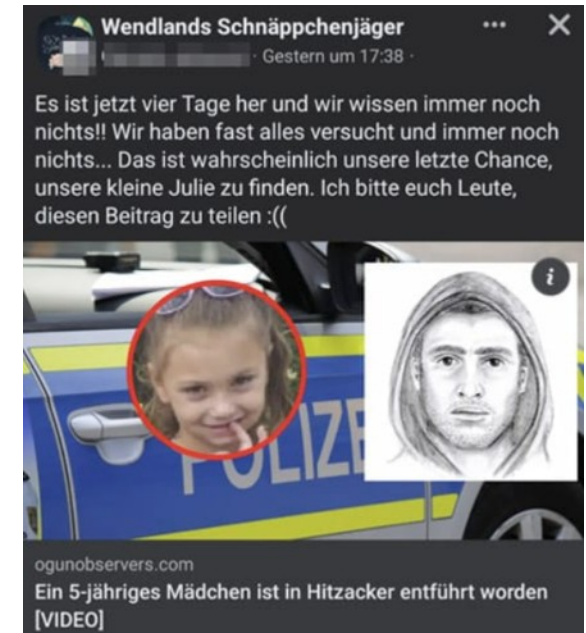 Wendlands Schnäppchenjäger
Gestern um 17:38 ·
Es ist jetzt vier Tage her und wir wissen immer noch
nichts!! Wir haben fast alles versucht und immer noch
nichts... Das ist wahrscheinlich unsere letzte Chance,
unsere kleine Julie zu finden. Ich bitte euch Leute,
diesen Beitrag zu teilen :((
POLIZE
i
ogunobservers.com
Ein 5-jähriges Mädchen ist in Hitzacker entführt worden
[VIDEO]